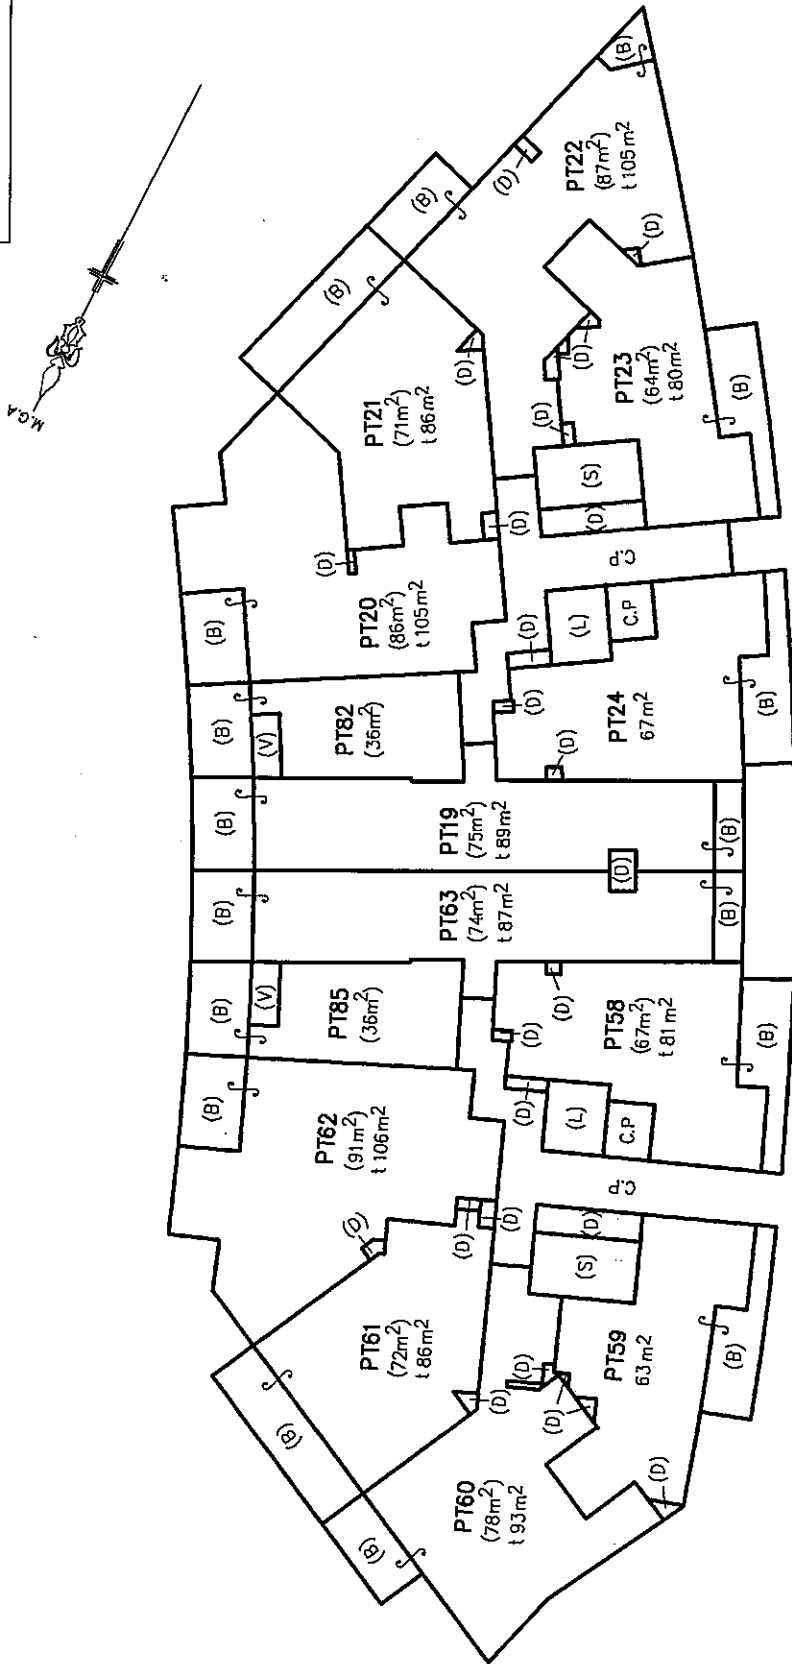 M.G.A
(B)
PT22
(87m²)
t 105m²
(D)
(D)
(B)
(B)
PT21
(71m²)
t 86m²
(D)
(D)
(D)
PT23
(64m²)
t 80m²
(B)
(D)
(S)
(D)
(D)
(D)
PT20
(86m²)
t 105m²
(B)
(D)
(L)
C.P
(B)
(V)
PT82
(36m²)
(D)
PT24
67m²
(D)
(B)
(B)
PT19
(75m²)
t 89m²
(B)
(D)
(B)
PT63
(74m²)
t 87m²
(B)
(B)
(V)
PT85
(36m²)
(D)
(D)
PT58
(67m²)
t 81m²
(B)
(B)
PT62
(91m²)
t 106m²
(D)
(L)
C.P
(D)
(D)
(D)
(D)
(S)
PT61
(72m²)
t 86m²
(D)
(B)
(D)
(D)
PT59
63m²
(B)
PT60
(78m²)
t 93m²
(D)
(B)